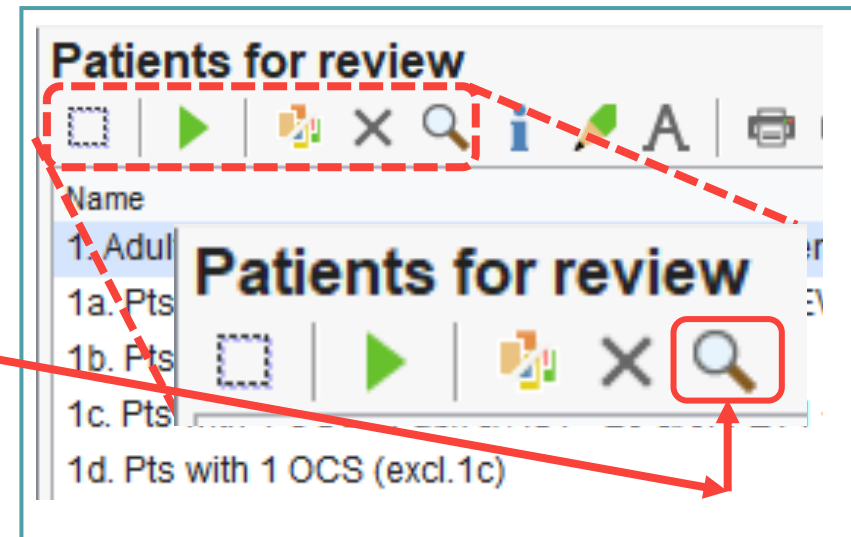 Patients for review
A
Name
1. Adul
1a. Pts
1b. Pts
1c. Pts
1d. Pts with 1 OCS (excl.1c)
Patients for review